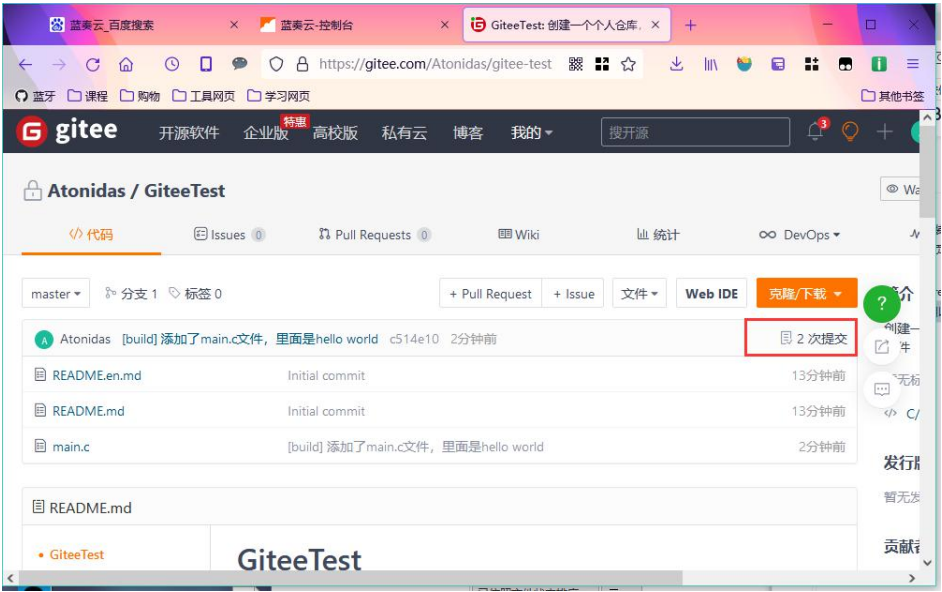 蓝奏云_百度搜索 × 蓝奏云-控制台 × GiteeTest: 创建一个个人仓库, × +
https://gitee.com/Atonidas/gitee-test
蓝牙 课程 购物 工具网页 学习网页 其他书签
gitee 开源软件 企业版 特惠 高校版 私有云 博客 我的 搜开源 3
Atonidas / GiteeTest Wa
代码 Issues 0 Pull Requests 0 Wiki 统计 DevOps
master 分支 1 标签 0 + Pull Request + Issue 文件 Web IDE 克隆/下载 介
A Atonidas [build] 添加了main.c文件，里面是hello world c514e10 2分钟前 2 次提交 创建一
件
README.en.md Initial commit 13分钟前 无标
README.md Initial commit 13分钟前 C/
main.c [build] 添加了main.c文件，里面是hello world 2分钟前
发行版
README.md 暂无发
GiteeTest GiteeTest 贡献者